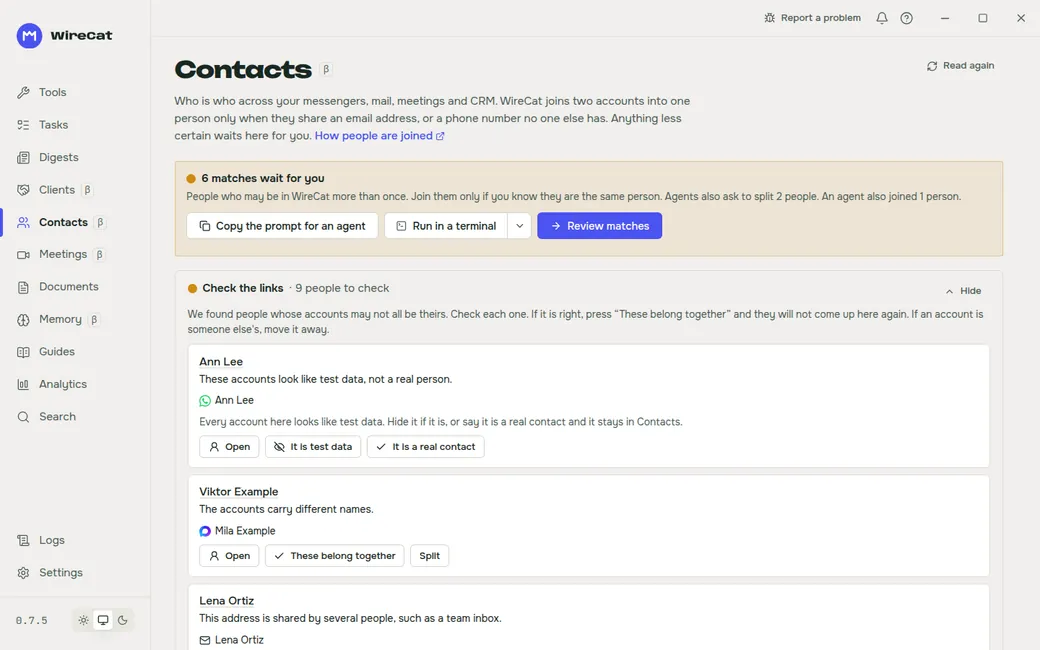 WireCat
Report a problem
Tools
Tasks
Digests
Clients β
Contacts β
Meetings β
Documents
Memory β
Guides
Analytics
Search
Logs
Settings
0.7.5
Contacts β
Read again
Who is who across your messengers, mail, meetings and CRM. WireCat joins two accounts into one
person only when they share an email address, or a phone number no one else has. Anything less
certain waits here for you. How people are joined
6 matches wait for you
People who may be in WireCat more than once. Join them only if you know they are the same person. Agents also ask to split 2 people. An agent also joined 1 person.
Copy the prompt for an agent
Run in a terminal
Review matches
Check the links · 9 people to check
Hide
We found people whose accounts may not all be theirs. Check each one. If it is right, press “These belong together” and they will not come up here again. If an account is
someone else's, move it away.
Ann Lee
These accounts look like test data, not a real person.
Ann Lee
Every account here looks like test data. Hide it if it is, or say it is a real contact and it stays in Contacts.
Open
It is test data
It is a real contact
Viktor Example
The accounts carry different names.
Mila Example
Open
These belong together
Split
Lena Ortiz
This address is shared by several people, such as a team inbox.
Lena Ortiz